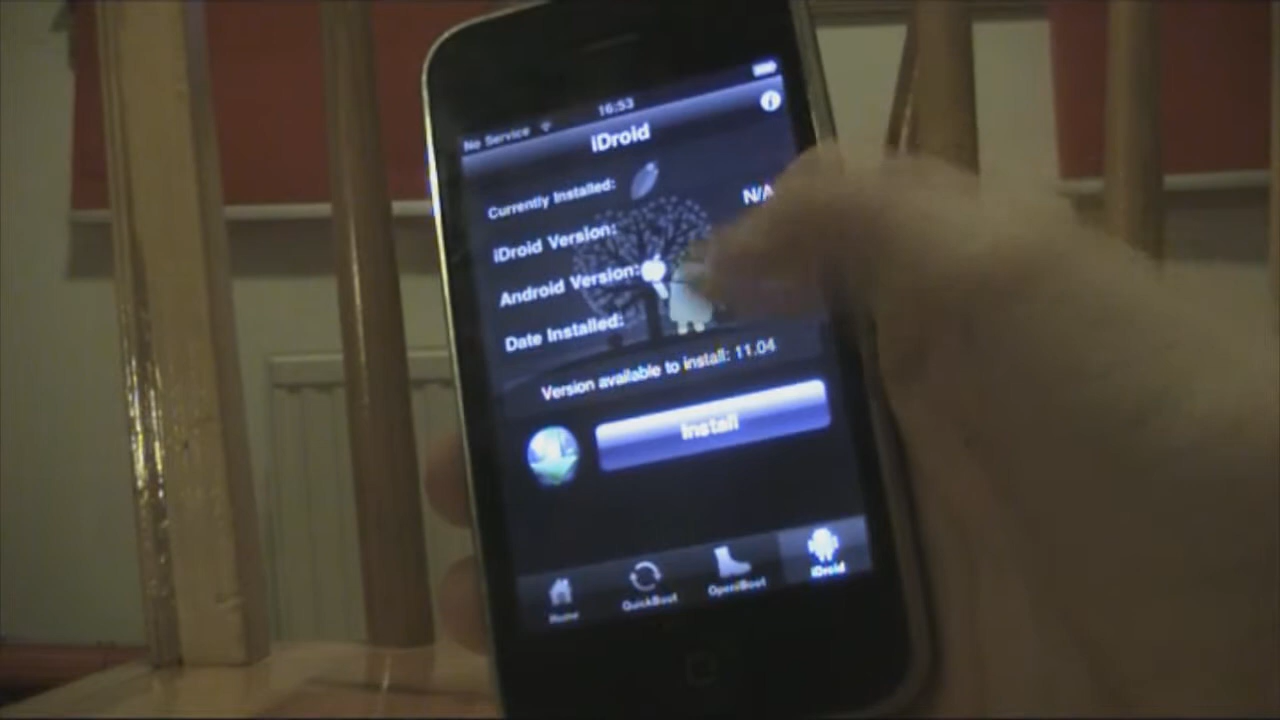 No Service 16:53
iDroid
Currently Installed:
N/A
iDroid Version:
Android Version:
Date Installed:
Version available to install: 11.04
Install
Home QuickBoot OpeniBoot iDroid